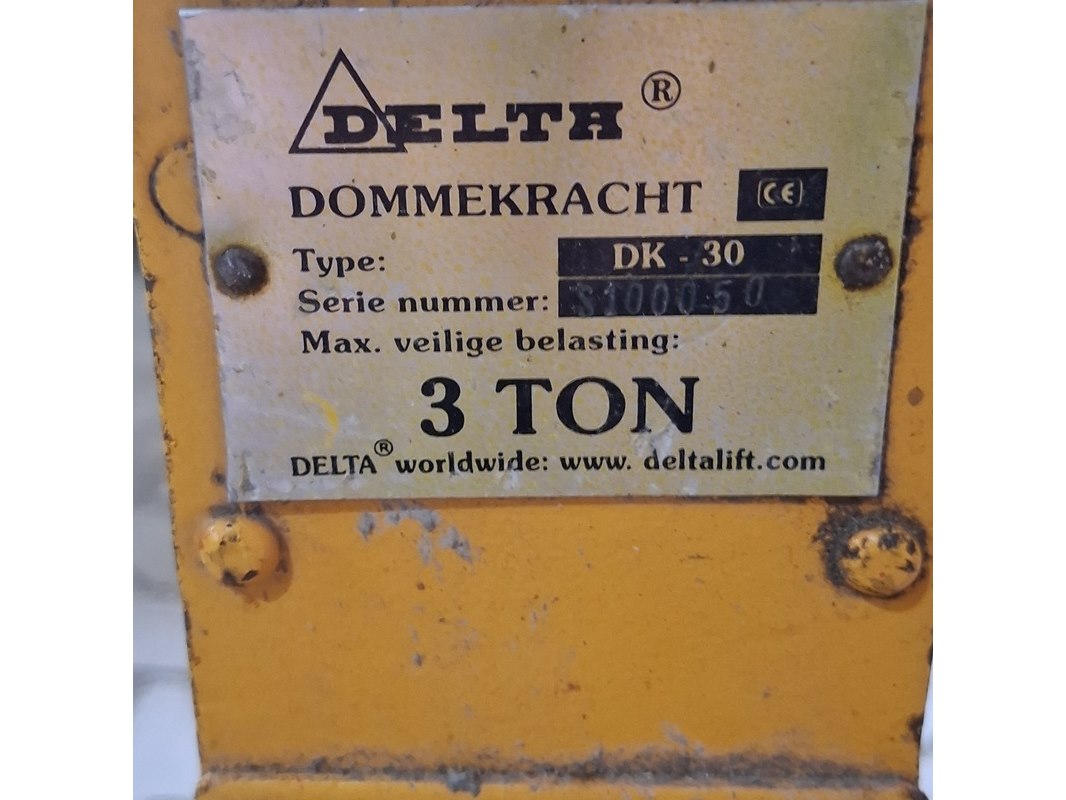 DELTA ®
DOMMEKRACHT CE
Type: DK - 30
Serie nummer: S100050
Max. veilige belasting:
3 TON
DELTA® worldwide: www. deltalift.com